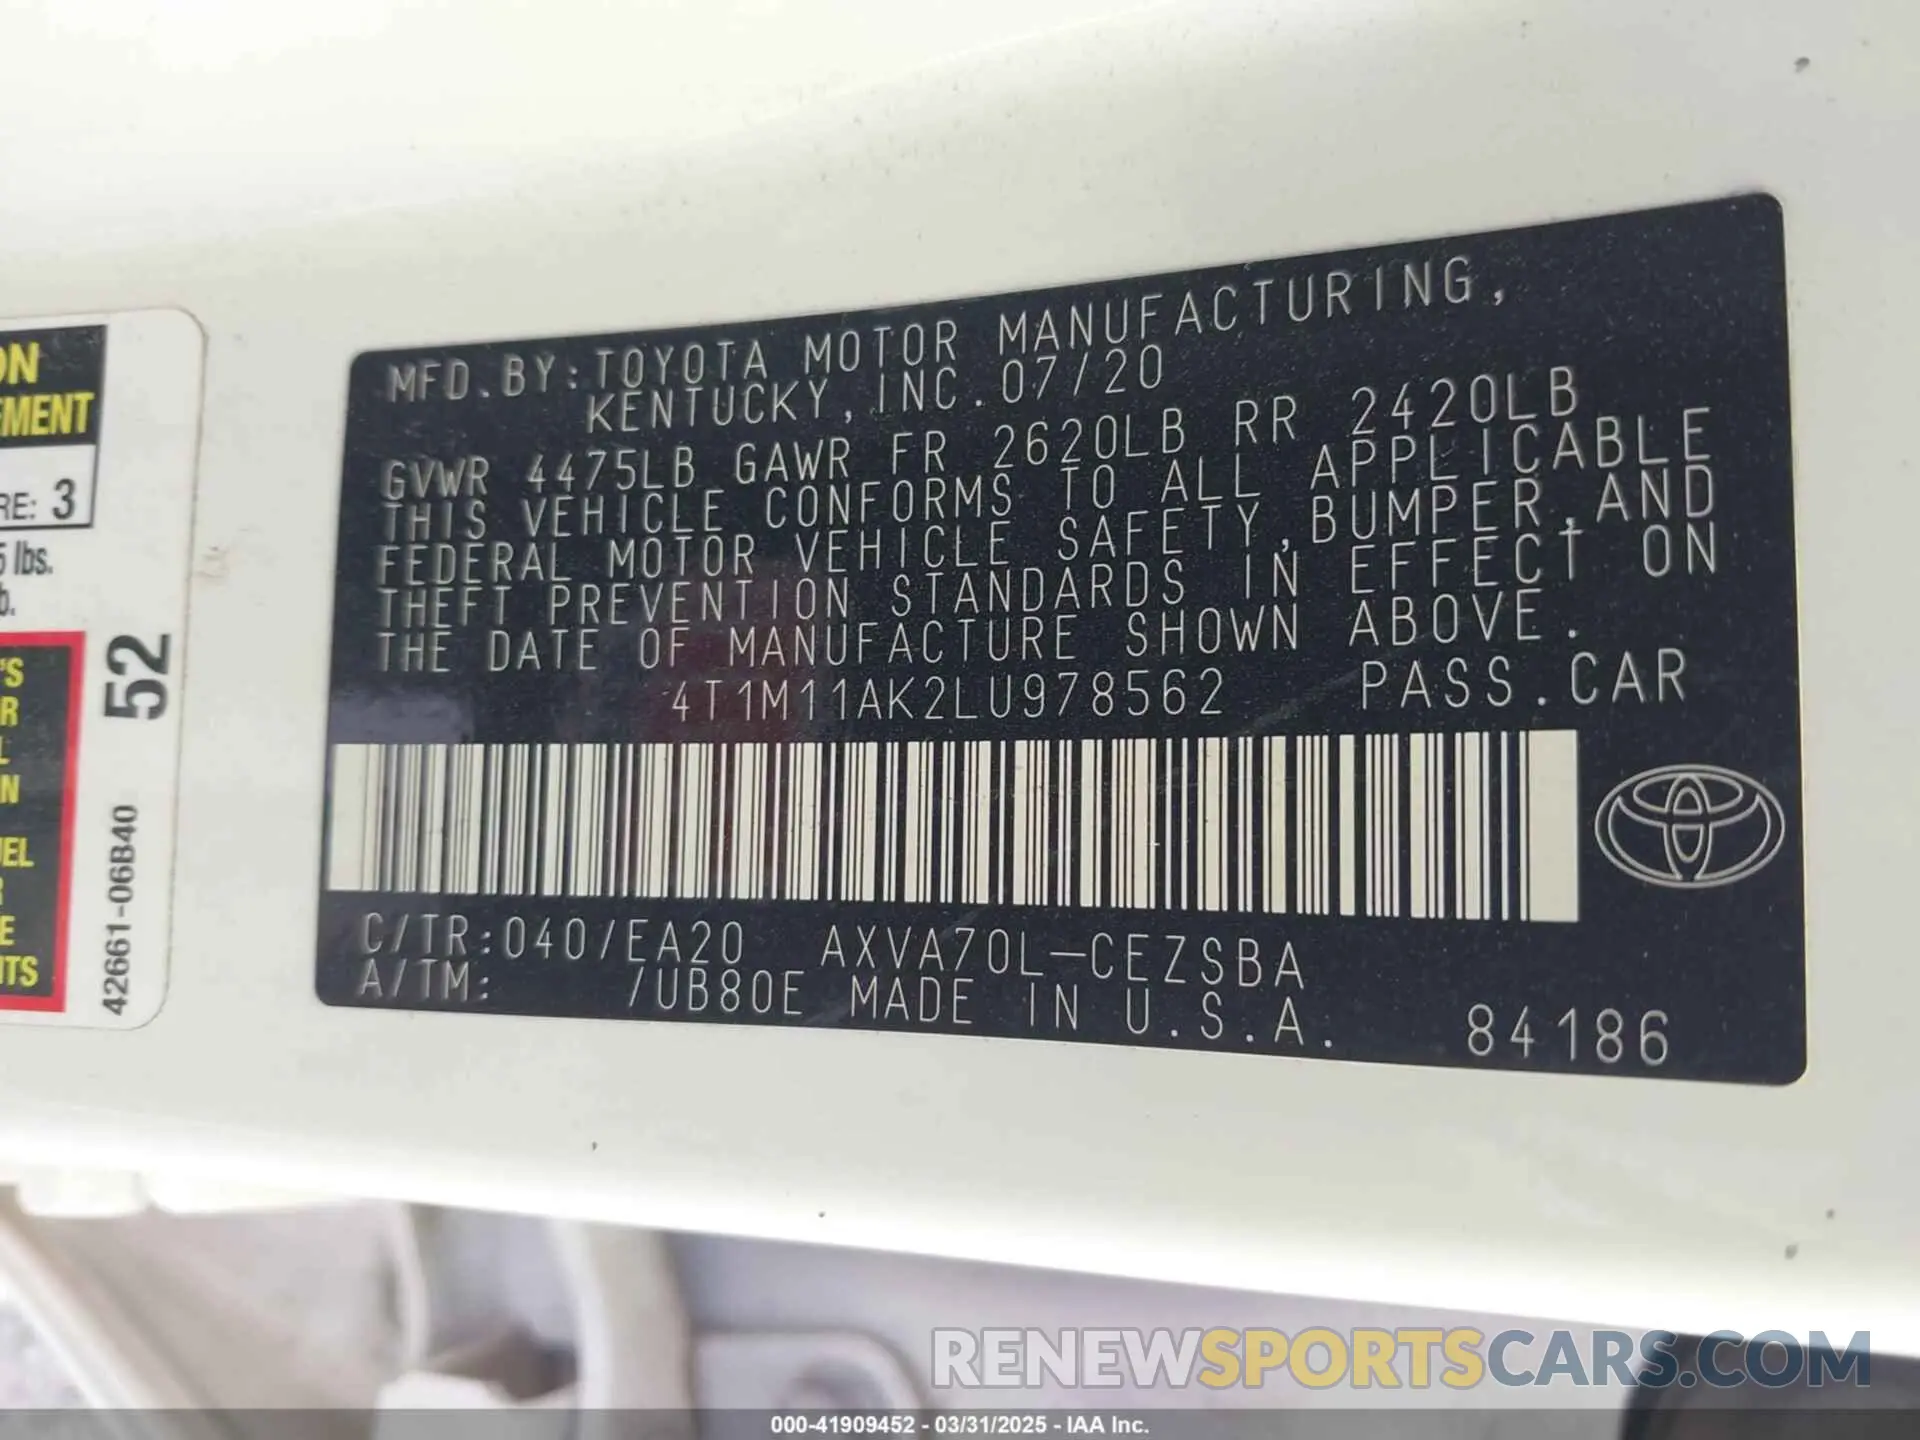 MFD.BY:TOYOTA MOTOR MANUFACTURING,
KENTUCKY,INC.07/20
GVWR 4475LB GAWR FR 2620LB RR 2420LB
THIS VEHICLE CONFORMS TO ALL APPLICABLE
FEDERAL MOTOR VEHICLE SAFETY,BUMPER,AND
THEFT PREVENTION STANDARDS IN EFFECT ON
THE DATE OF MANUFACTURE SHOWN ABOVE.
4T1M11AK2LU978562 PASS.CAR
C/TR:040/EA20 AXVA70L-CEZSBA
A/TM: /UB80E MADE IN U.S.A.
84186
ON
EMENT
RE: 3
5 lbs.
b.
'S
R
L
N
UEL
R
E
ITS
52
42661-06B40
RENEWSPORTSCARS.COM
000-41909452 - 03/31/2025 - IAA Inc.